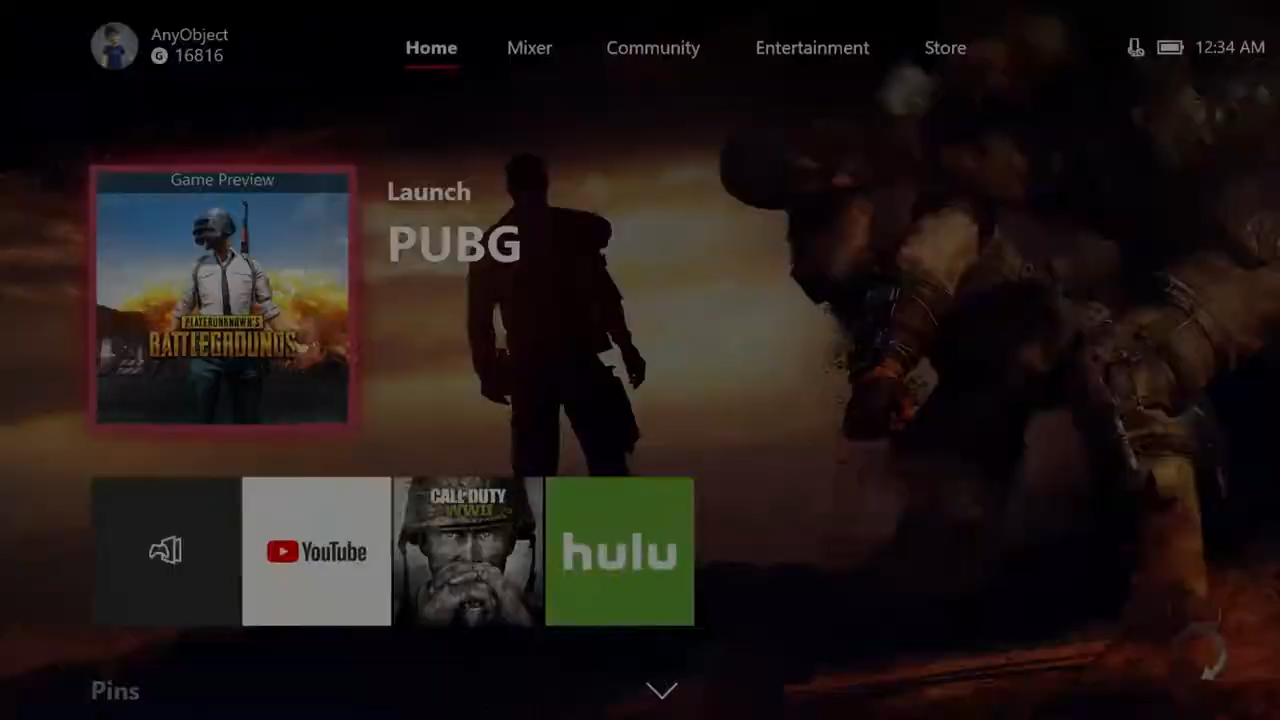 AnyObject
G 16816
Home
Mixer
Community
Entertainment
Store
12:34 AM
Game Preview
PLAYERUNKNOWN'S
BATTLEGROUNDS
Launch
PUBG
YouTube
CALL OF DUTY
WWII
hulu
Pins